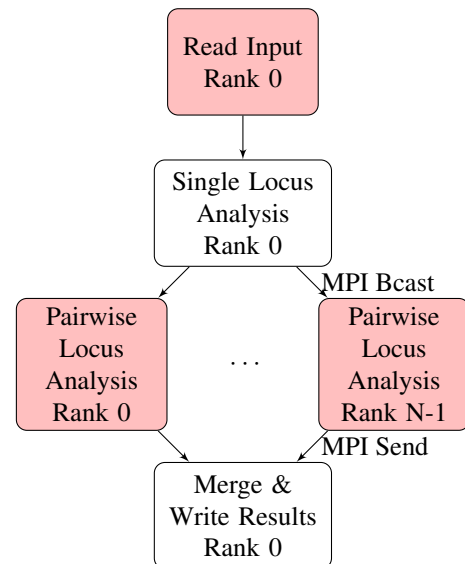 Read Input
Rank 0
Single Locus
Analysis
Rank 0
MPI Bcast
Pairwise
Locus
Analysis
Rank 0
. . .
Pairwise
Locus
Analysis
Rank N-1
MPI Send
Merge &
Write Results
Rank 0